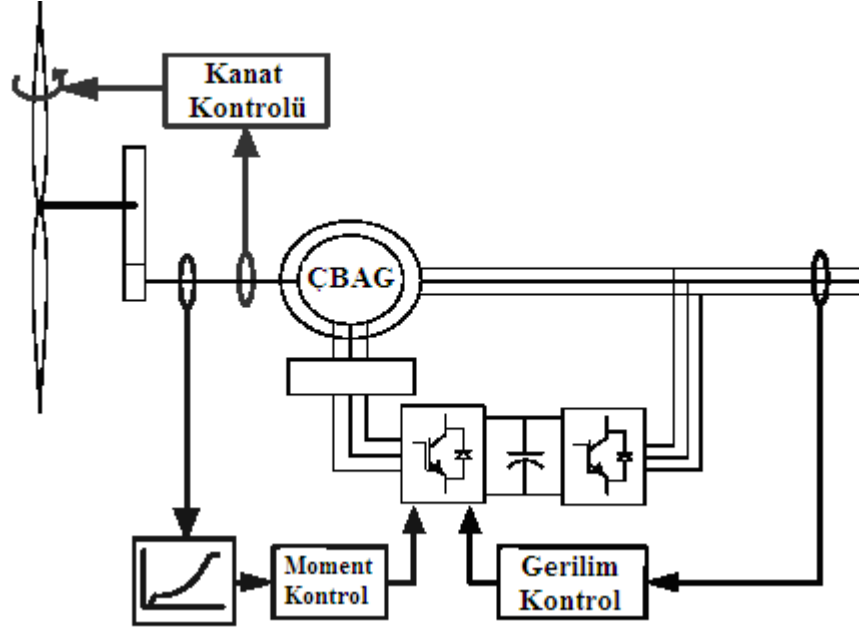 Kanat
Kontrolü
ÇBAG
Moment
Kontrol
Gerilim
Kontrol